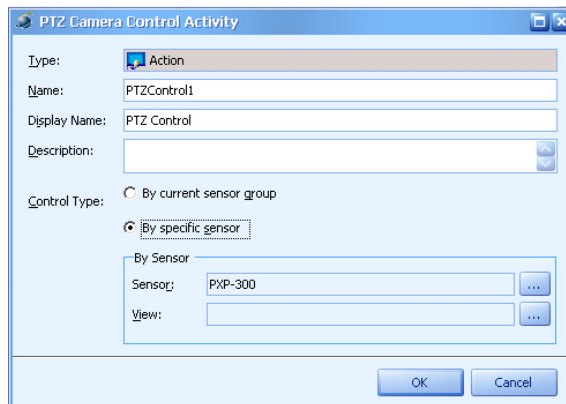 PTZ Camera Control Activity
Type: Action
Name: PTZControl1
Display Name: PTZ Control
Description:
Control Type: By current sensor group
By specific sensor
By Sensor
Sensor: PXP-300 ...
View: ...
OK Cancel